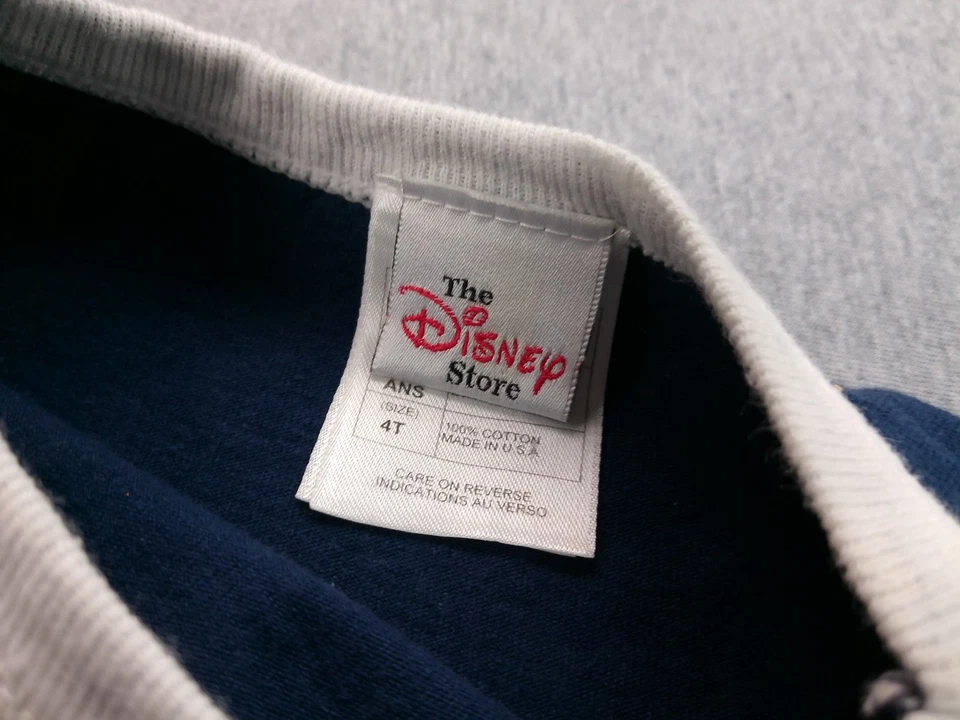 The
Disney
Store
ANS
(SIZE)
4T
100% COTTON
MADE IN U.S.A
CARE ON REVERSE
INDICATIONS AU VERSO